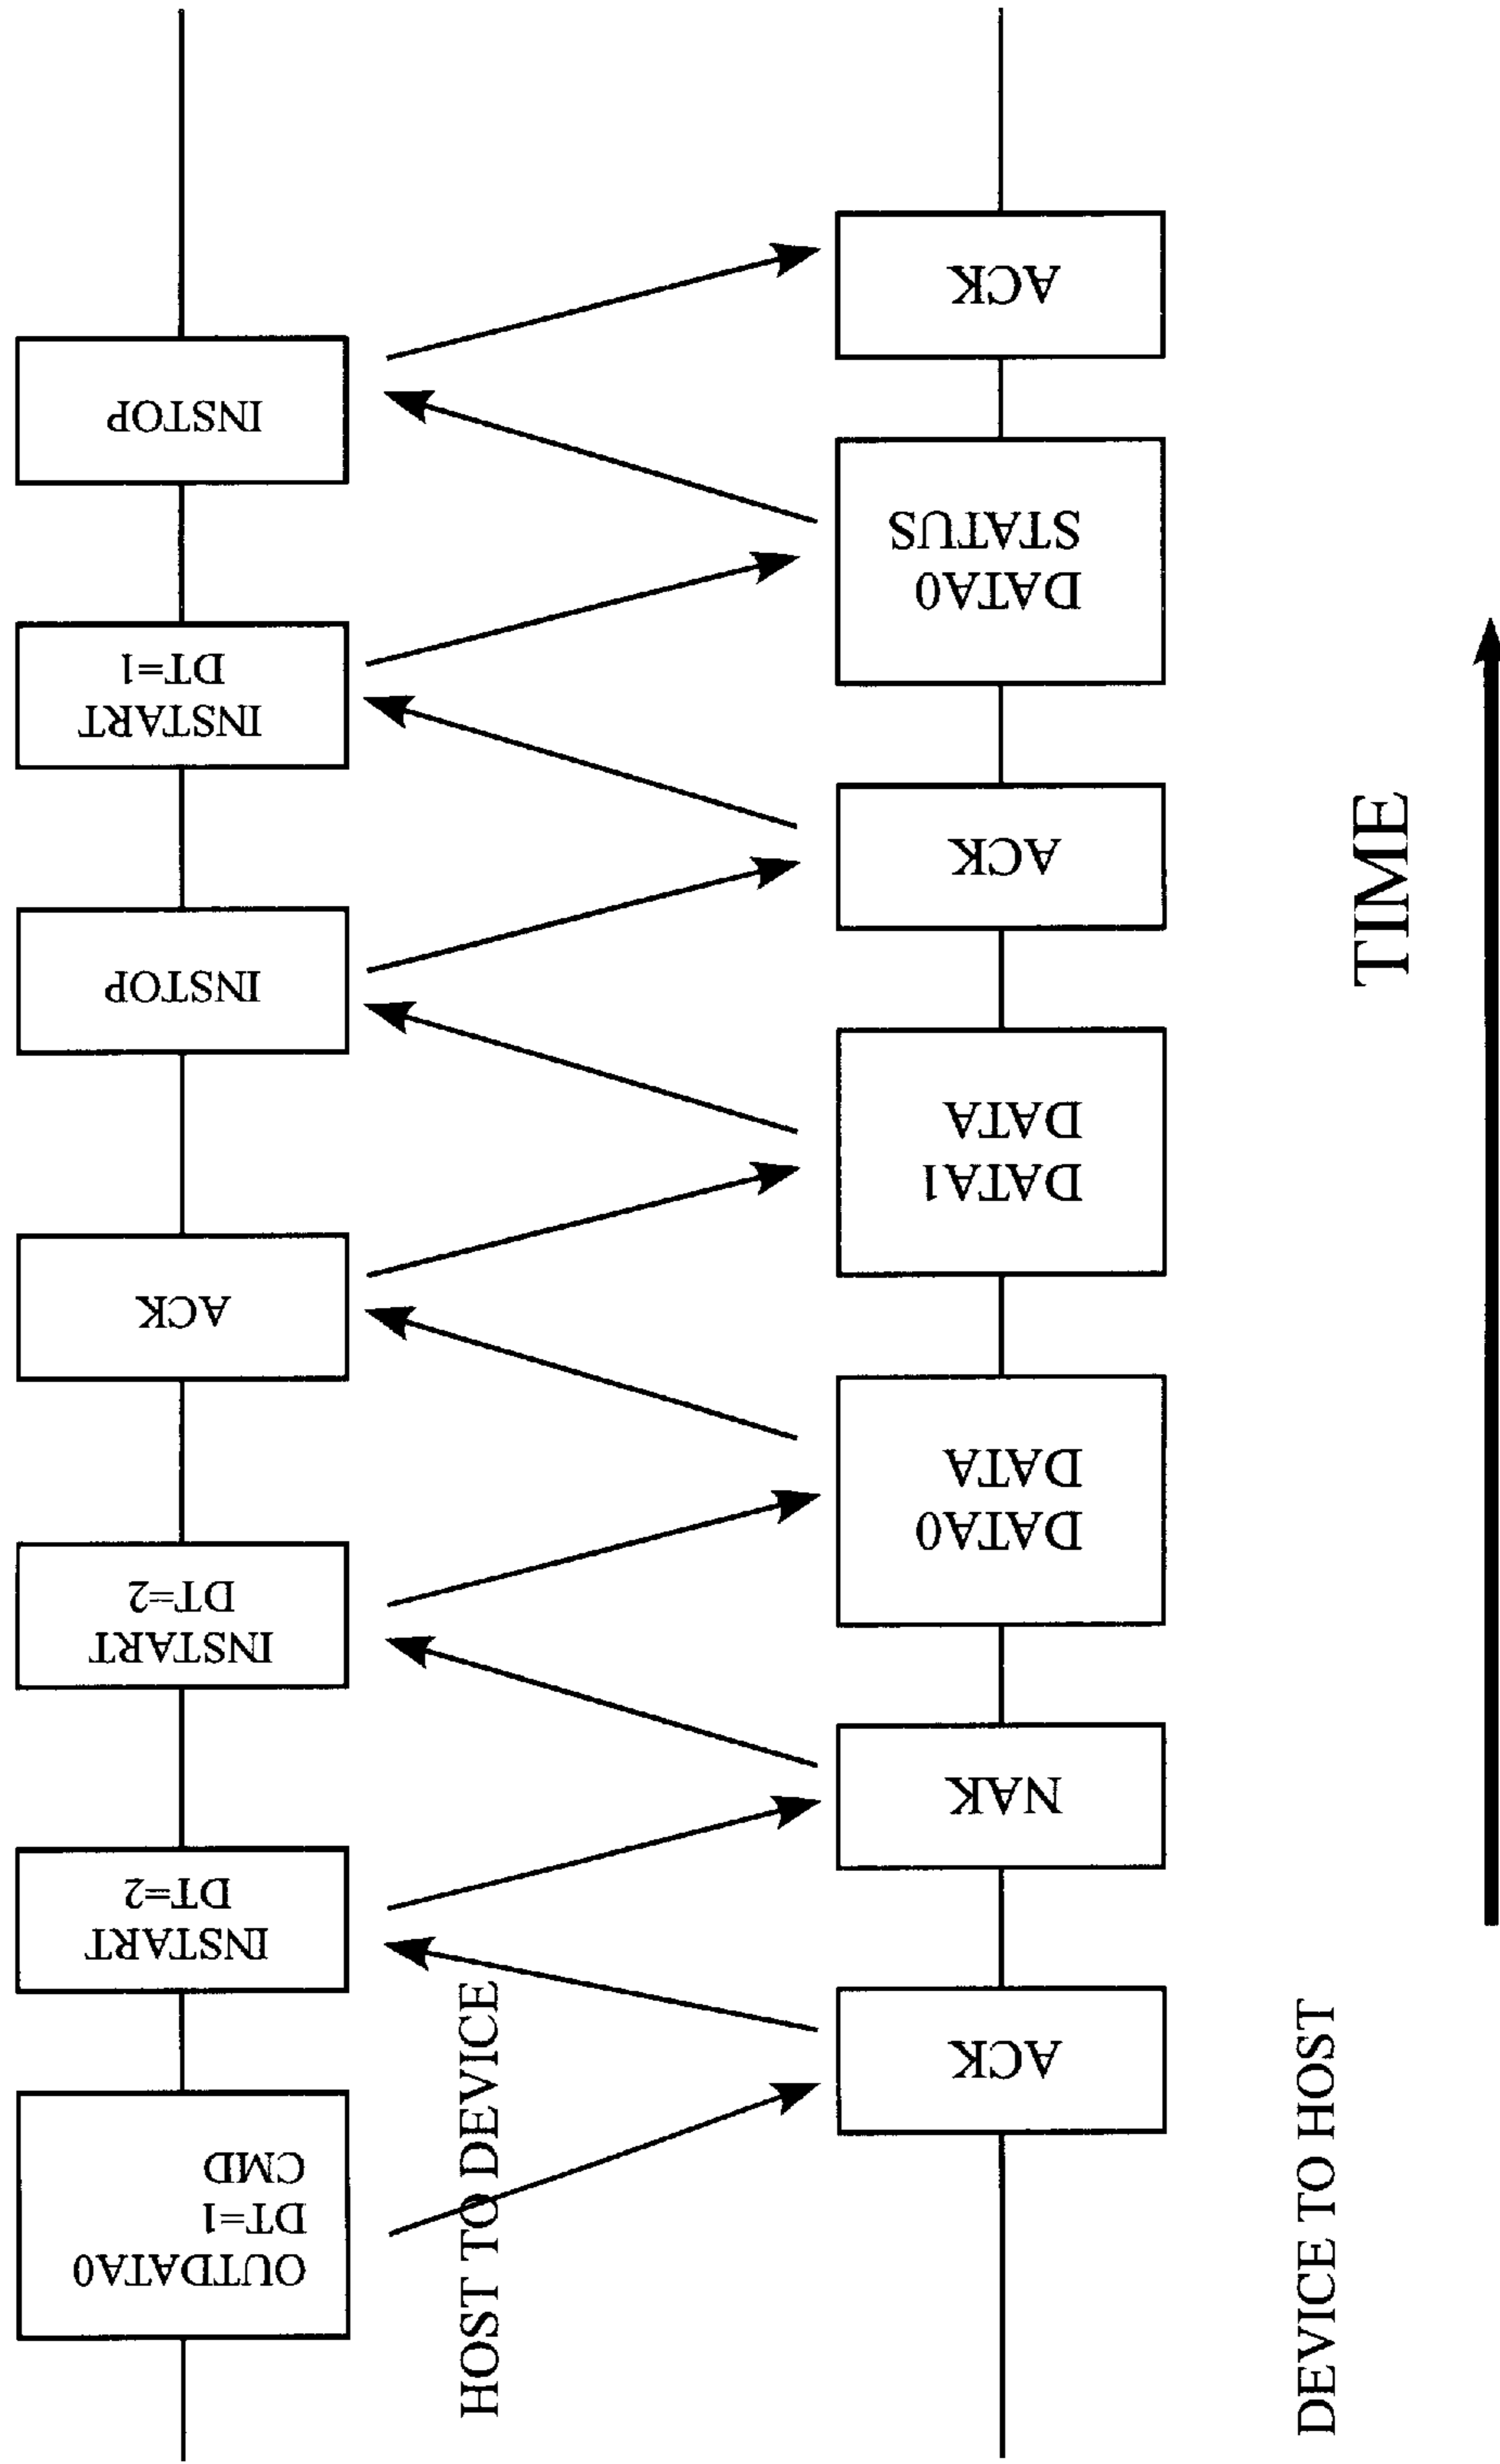 OUTDATA0
DT=1
CMD
INSTART
DT=2
INSTART
DT=2
ACK
INSTOP
INSTART
DT=1
INSTOP
HOST TO DEVICE
ACK
NAK
DATA0
DATA
DATA1
DATA
ACK
DATA0
STATUS
ACK
DEVICE TO HOST
TIME